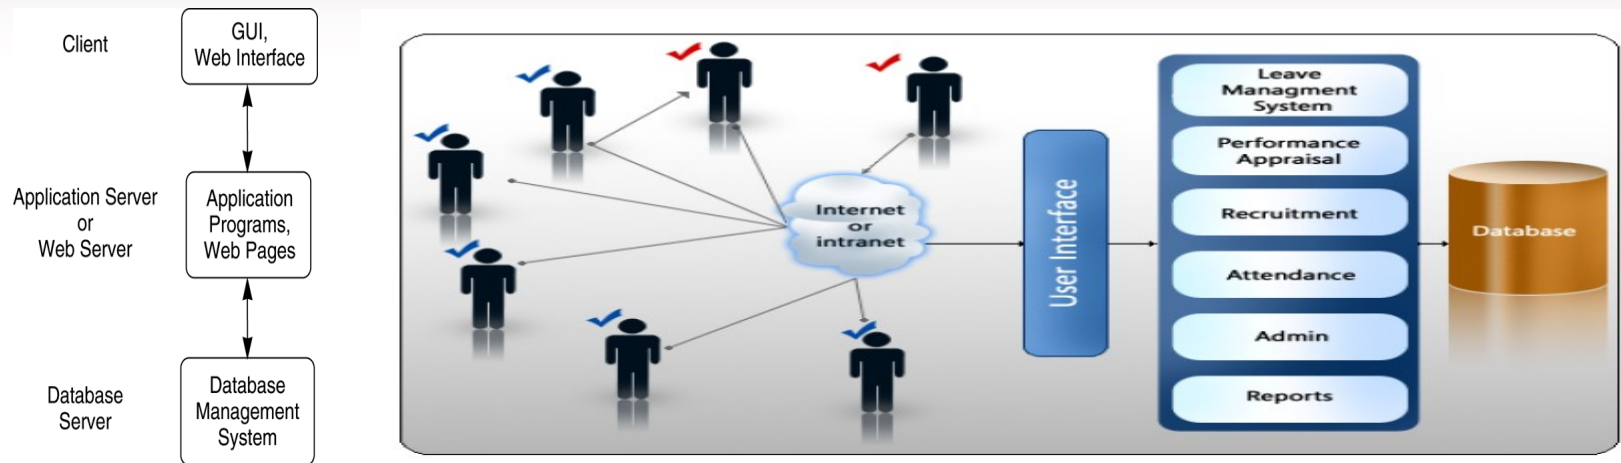 Client
GUI,
Web Interface
Application Server
or
Web Server
Application
Programs,
Web Pages
Database
Server
Database
Management
System
Internet
or
intranet
User Interface
Leave
Managment
System
Performance
Appraisal
Recruitment
Attendance
Admin
Reports
Database